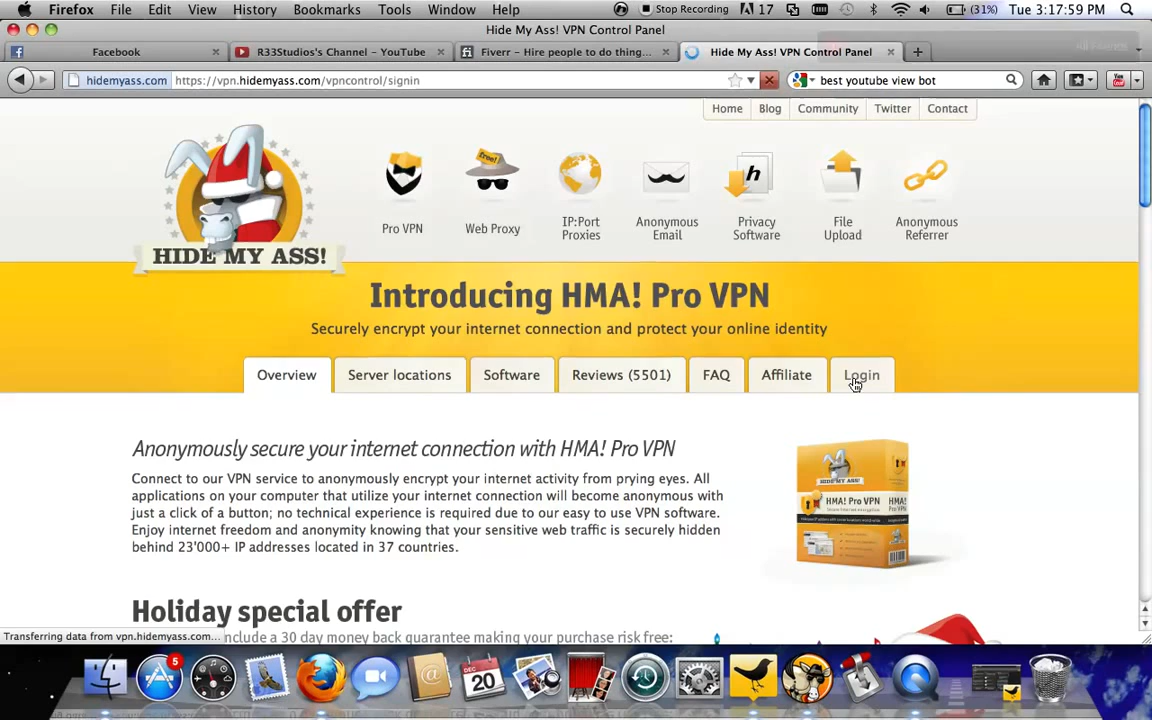 Firefox File Edit View History Bookmarks Tools Window Help Stop Recording 17 (31%) Tue 3:17:59 PM
Hide My Ass! VPN Control Panel
Facebook R33Studios's Channel - YouTube Fiverr - Hire people to do thing... Hide My Ass! VPN Control Panel
hidemyass.com https://vpn.hidemyass.com/vpncontrol/signin best youtube view bot
Home Blog Community Twitter Contact
free!
h
Pro VPN Web Proxy IP:Port Proxies Anonymous Email Privacy Software File Upload Anonymous Referrer
HIDE MY ASS!
Introducing HMA! Pro VPN
Securely encrypt your internet connection and protect your online identity
Overview Server locations Software Reviews (5501) FAQ Affiliate Login
Anonymously secure your internet connection with HMA! Pro VPN
Connect to our VPN service to anonymously encrypt your internet activity from prying eyes. All
applications on your computer that utilize your internet connection will become anonymous with
just a click of a button; no technical experience is required due to our easy to use VPN software.
Enjoy internet freedom and anonymity knowing that your sensitive web traffic is securely hidden
behind 23'000+ IP addresses located in 37 countries.
HIDE MY ASS!
HMA! Pro VPN
Holiday special offer
include a 30 day money back guarantee making your purchase risk free:
Transferring data from vpn.hidemyass.com...
5
DEC
20